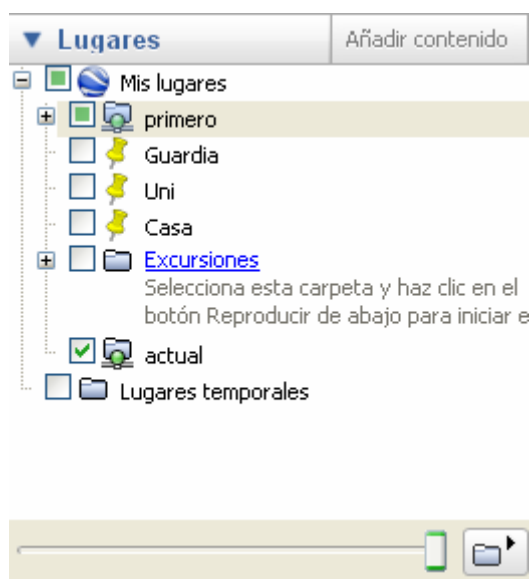 Lugares
Añadir contenido
Mis lugares
primero
Guardia
Uni
Casa
Excursiones
Selecciona esta carpeta y haz clic en el
botón Reproducir de abajo para iniciar e
actual
Lugares temporales